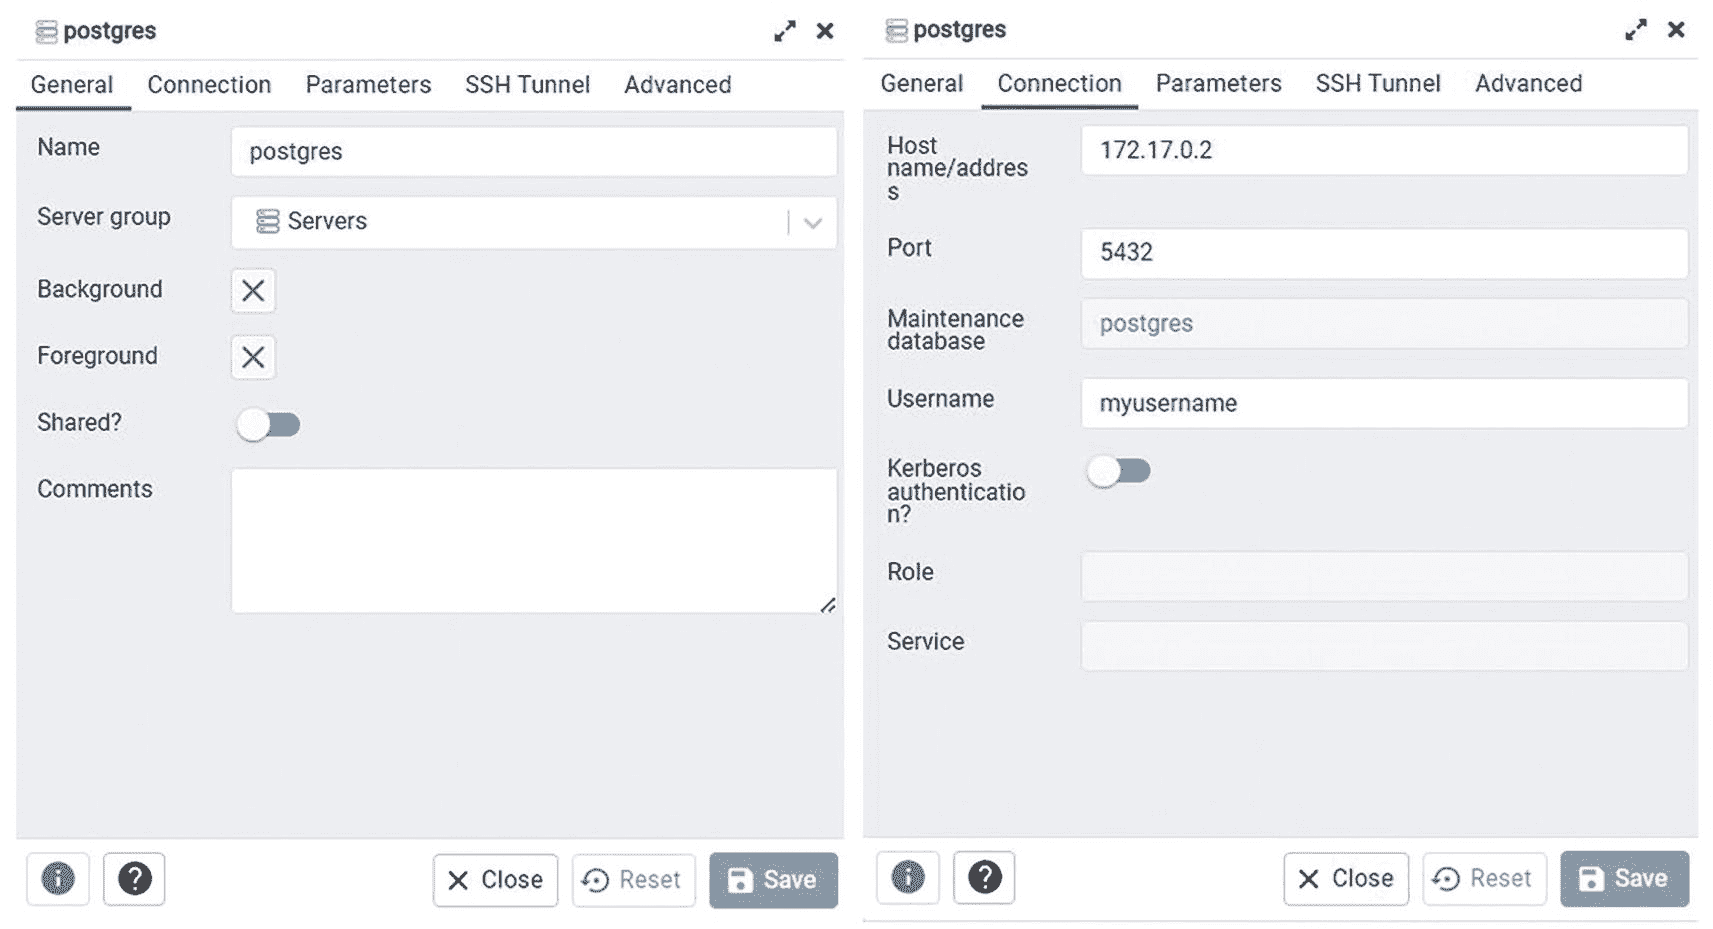 postgres
General Connection Parameters SSH Tunnel Advanced
Name postgres
Server group Servers
Background
Foreground
Shared?
Comments
Close Reset Save
postgres
General Connection Parameters SSH Tunnel Advanced
Host
name/addres
s
172.17.0.2
Port 5432
Maintenance
database
postgres
Username myusername
Kerberos
authenticatio
n?
Role
Service
Close Reset Save